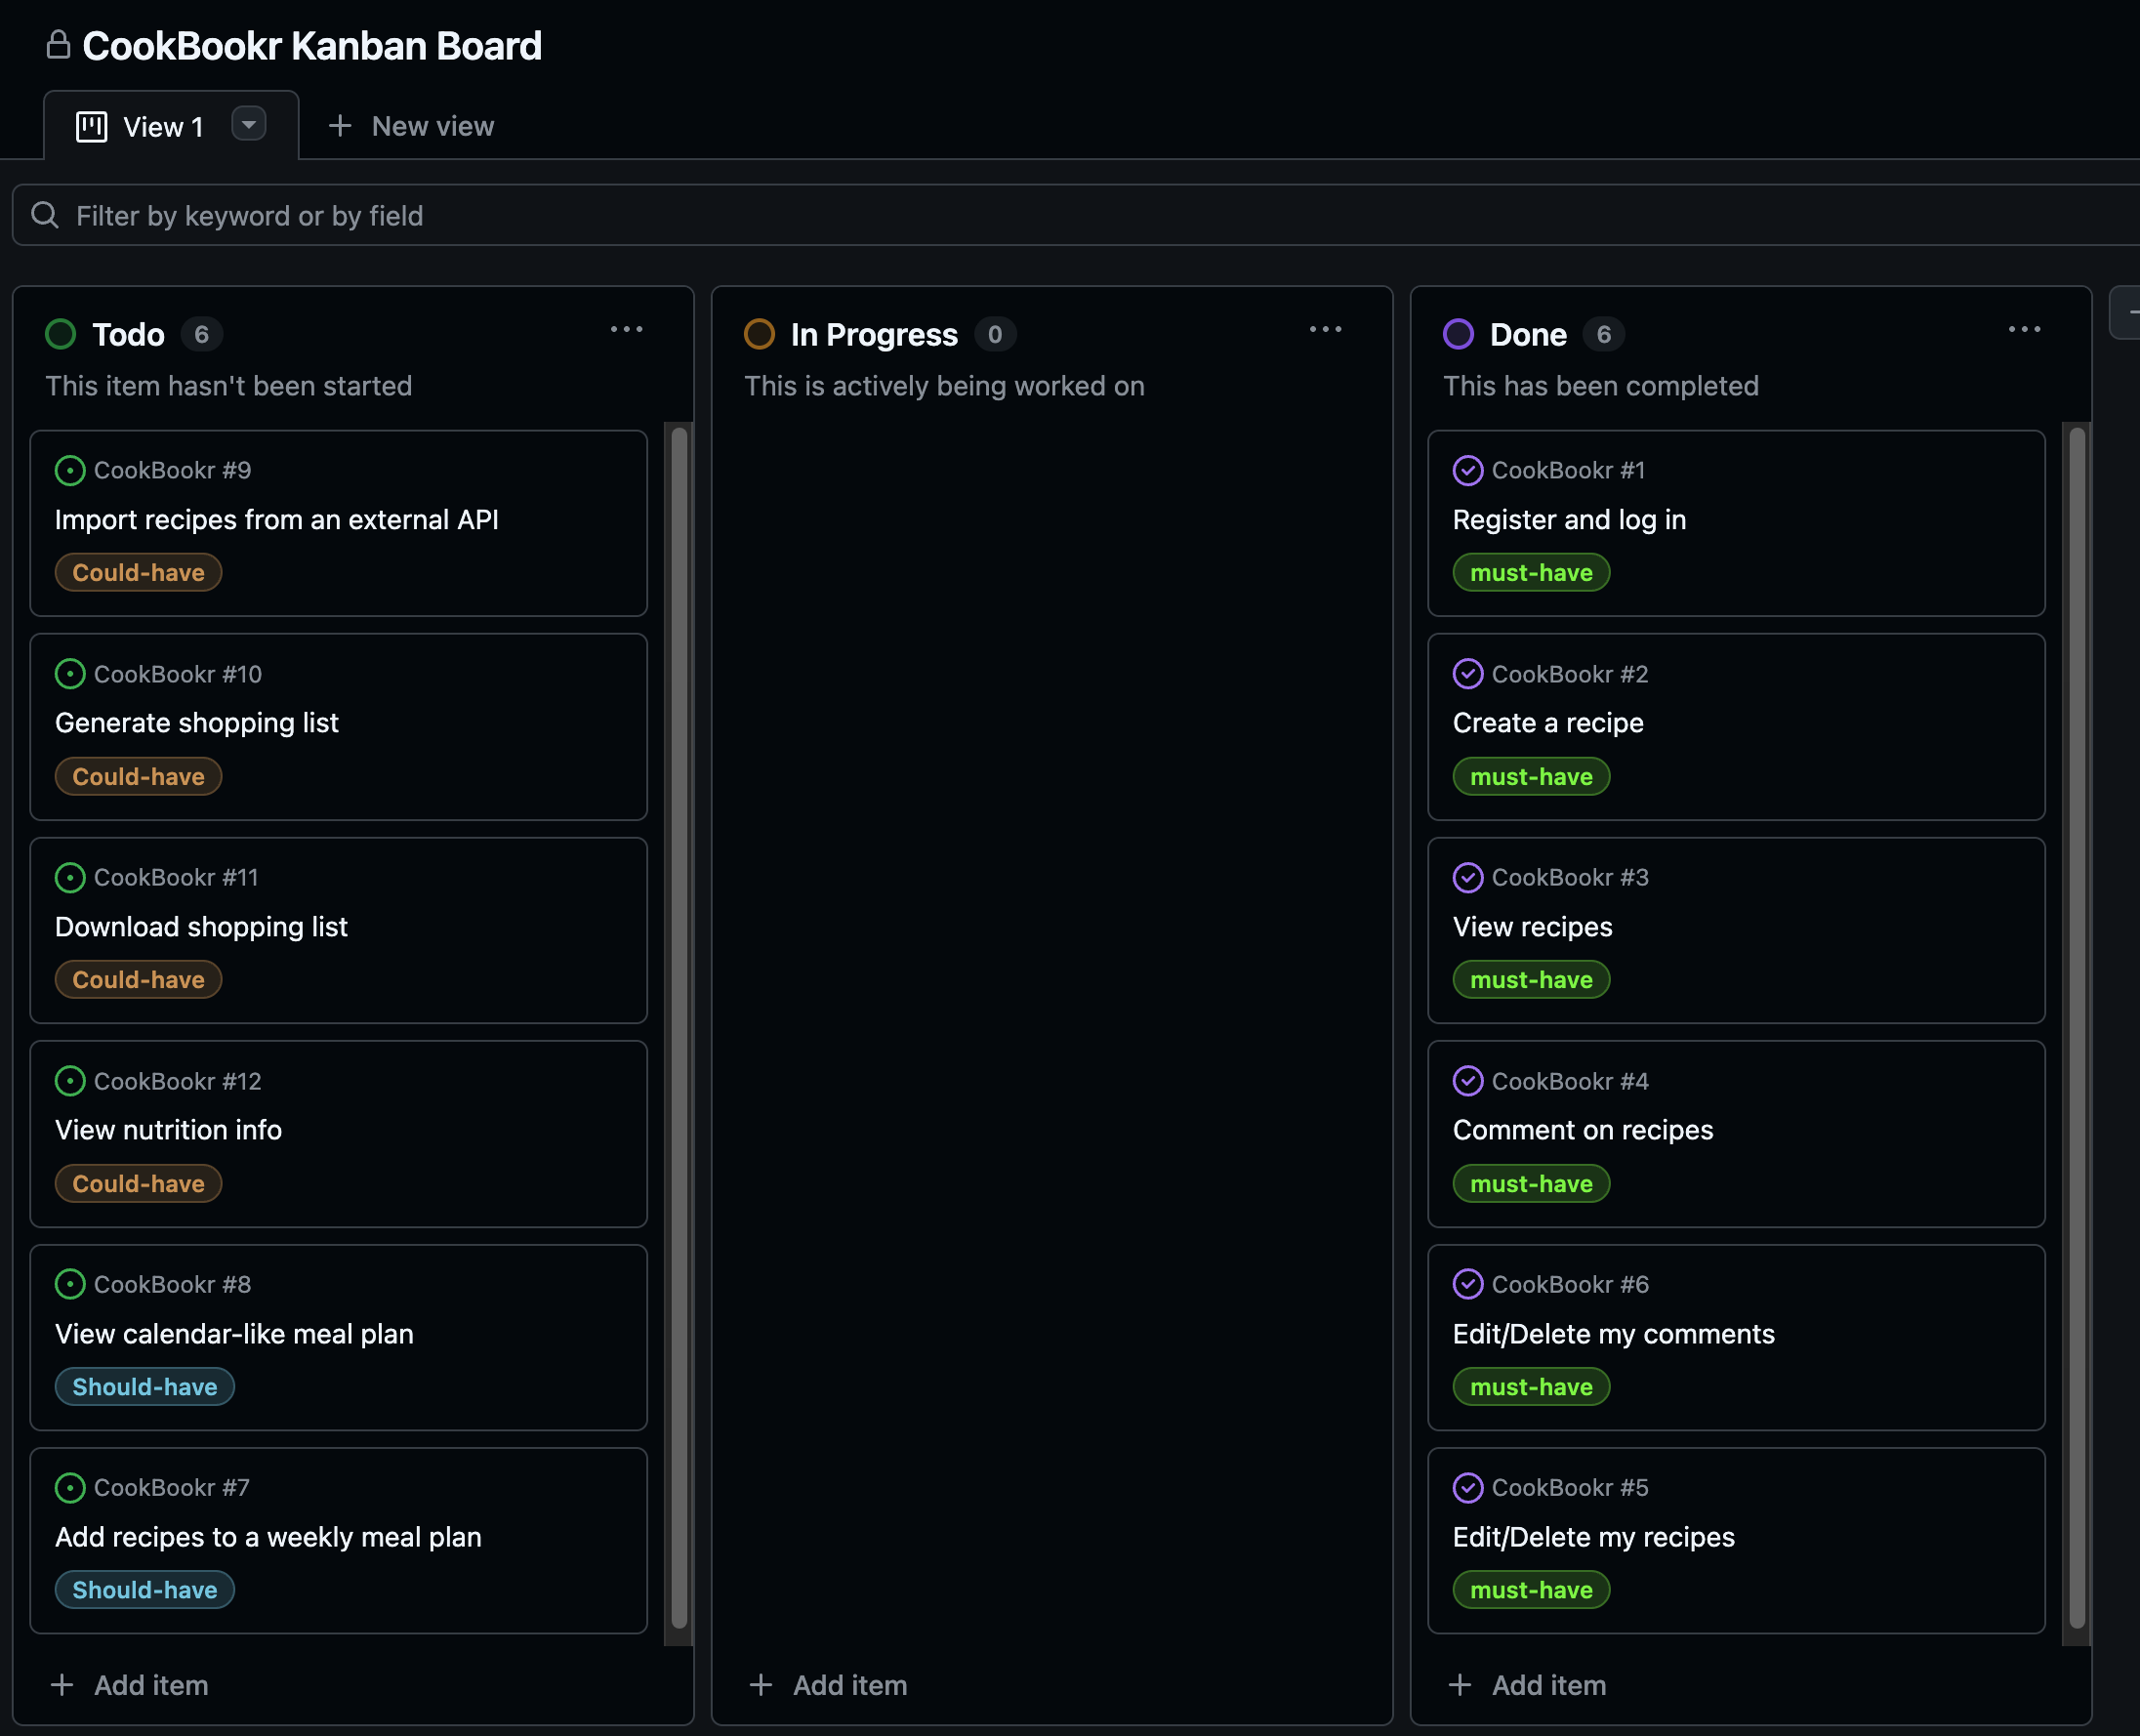 CookBookr Kanban Board
View 1
New view
Filter by keyword or by field
Todo 6
This item hasn't been started
CookBookr #9
Import recipes from an external API
Could-have
CookBookr #10
Generate shopping list
Could-have
CookBookr #11
Download shopping list
Could-have
CookBookr #12
View nutrition info
Could-have
CookBookr #8
View calendar-like meal plan
Should-have
CookBookr #7
Add recipes to a weekly meal plan
Should-have
Add item
In Progress 0
This is actively being worked on
Add item
Done 6
This has been completed
CookBookr #1
Register and log in
must-have
CookBookr #2
Create a recipe
must-have
CookBookr #3
View recipes
must-have
CookBookr #4
Comment on recipes
must-have
CookBookr #6
Edit/Delete my comments
must-have
CookBookr #5
Edit/Delete my recipes
must-have
Add item